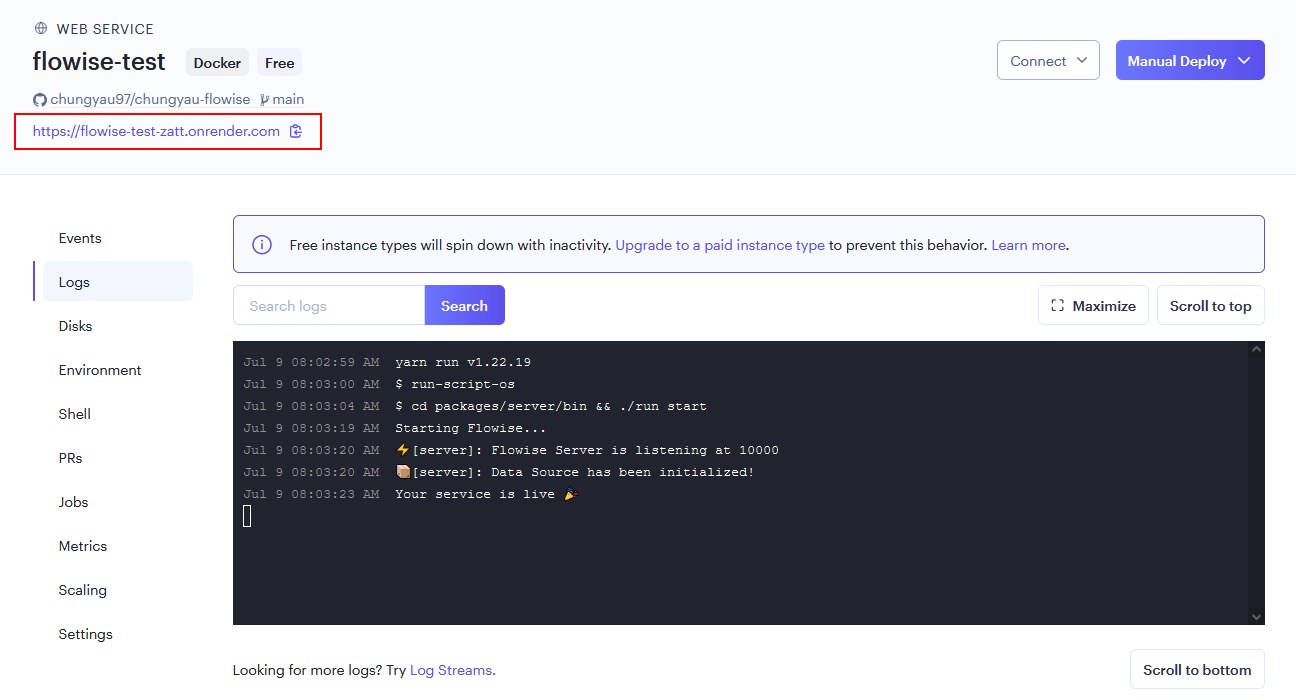 WEB SERVICE
flowise-test Docker Free
Connect
Manual Deploy
chungyau97/chungyau-flowise main
https://flowise-test-zatt.onrender.com
Events
Logs
Disks
Environment
Shell
PRs
Jobs
Metrics
Scaling
Settings
Free instance types will spin down with inactivity. Upgrade to a paid instance type to prevent this behavior. Learn more.
Search logs Search
Maximize Scroll to top
Jul 9 08:02:59 AM yarn run v1.22.19
Jul 9 08:03:00 AM $ run-script-os
Jul 9 08:03:04 AM $ cd packages/server/bin && ./run start
Jul 9 08:03:19 AM Starting Flowise...
Jul 9 08:03:20 AM ⚡[server]: Flowise Server is listening at 10000
Jul 9 08:03:20 AM 📦[server]: Data Source has been initialized!
Jul 9 08:03:23 AM Your service is live 🎉
Looking for more logs? Try Log Streams.
Scroll to bottom